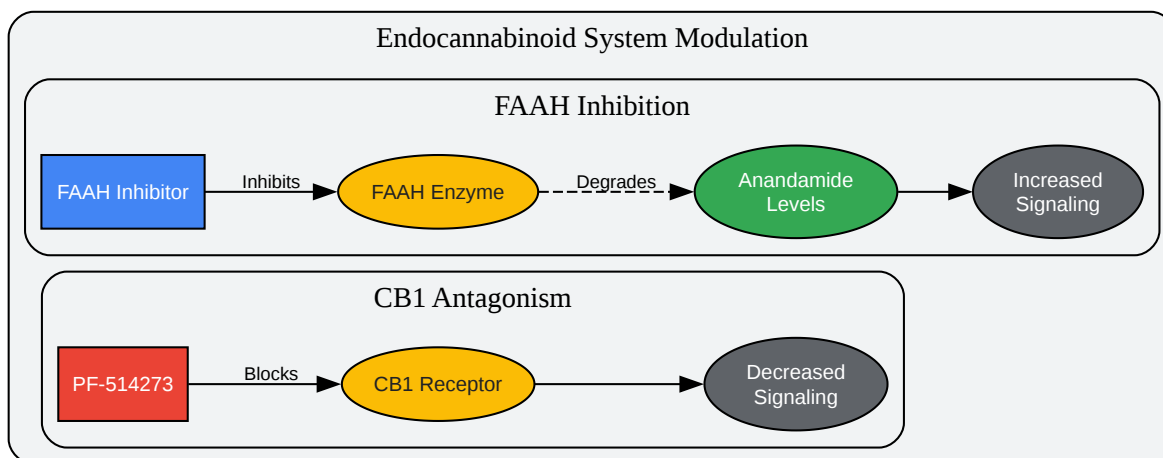 Endocannabinoid System Modulation
FAAH Inhibition
FAAH Inhibitor
Inhibits
FAAH Enzyme
Degrades
Anandamide
Levels
Increased
Signaling
CB1 Antagonism
PF-514273
Blocks
CB1 Receptor
Decreased
Signaling